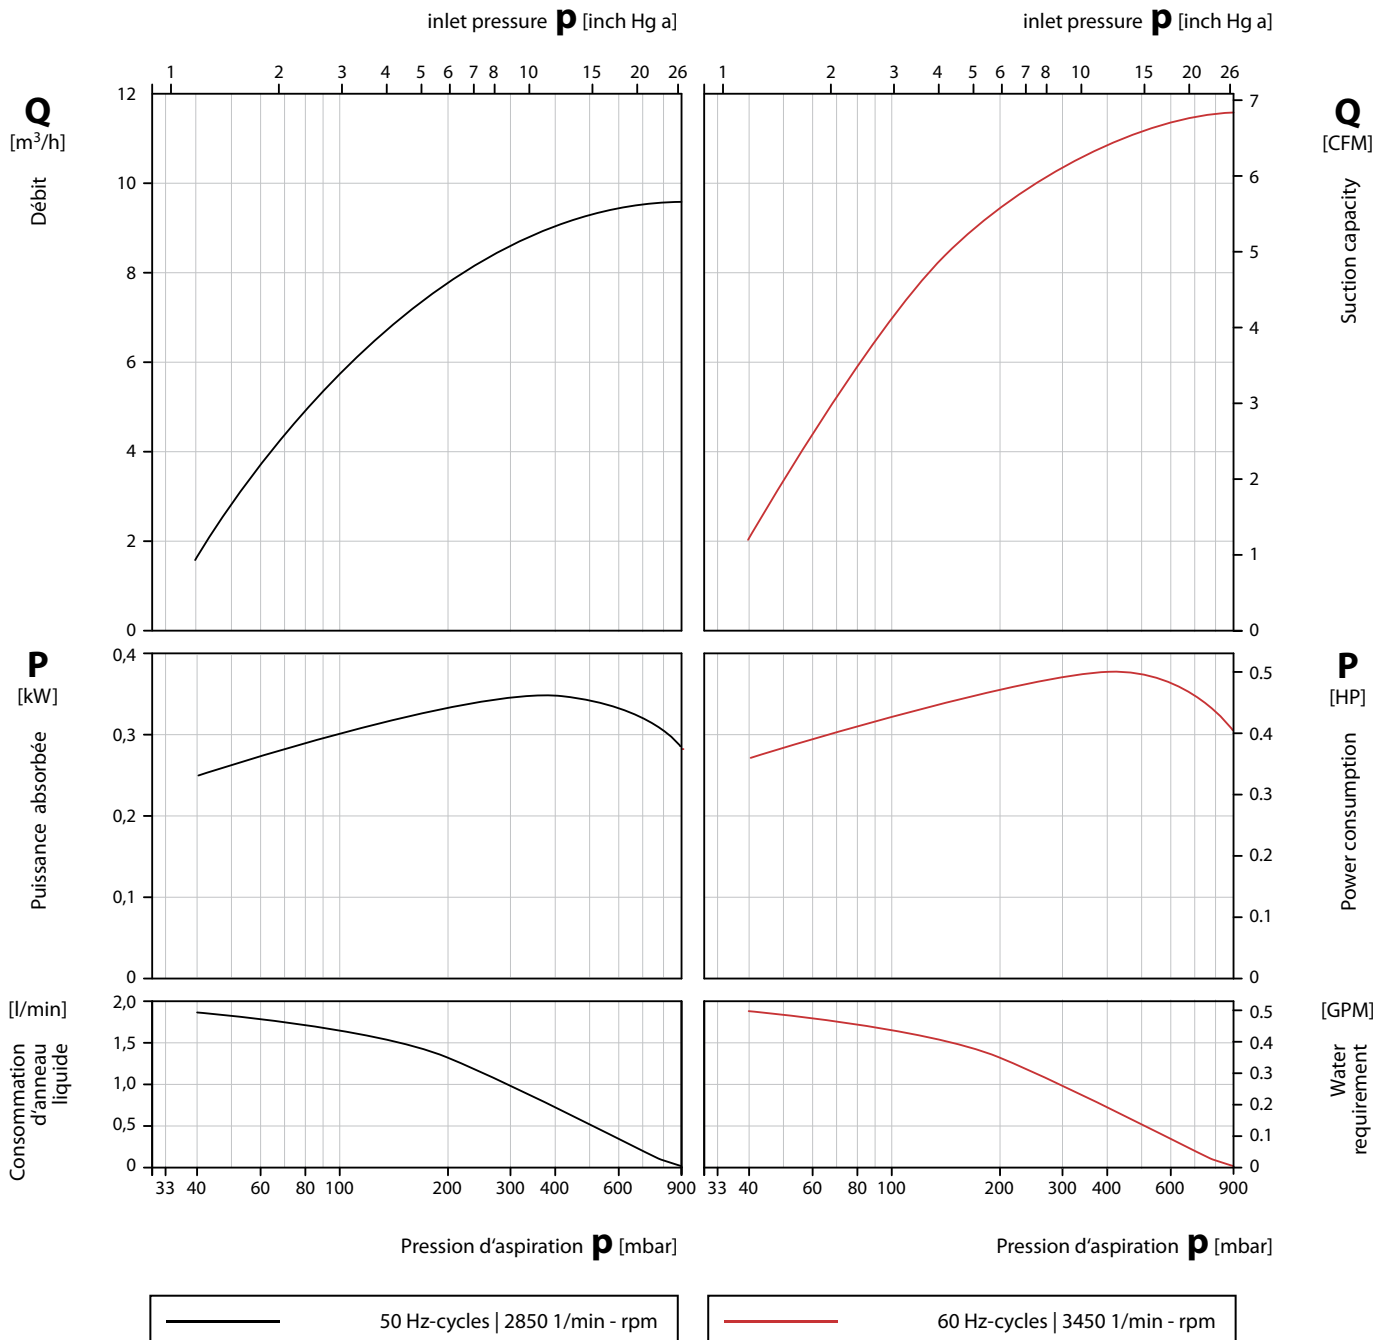 inlet pressure p [inch Hg a] inlet pressure p [inch Hg a]
1 2 3 4 5 6 7 8 10 15 20 26 1 2 3 4 5 6 7 8 10 15 20 26
Q
[m³/h]
Débit
12
10
8
6
4
2
0
Q
[CFM]
Suction capacity
7
6
5
4
3
2
1
0
P
[kW]
Puissance absorbée
0,4
0,3
0,2
0,1
0
P
[HP]
Power consumption
0.5
0.4
0.3
0.2
0.1
0
[l/min]
Consommation
d'anneau
liquide
2,0
1,5
1,0
0,5
0
[GPM]
Water
requirement
0.5
0.4
0.3
0.2
0.1
0
33 40 60 80 100 200 300 400 600 900 33 40 60 80 100 200 300 400 600 900
Pression d‘aspiration p [mbar] Pression d‘aspiration p [mbar]
50 Hz-cycles | 2850 1/min - rpm 60 Hz-cycles | 3450 1/min - rpm